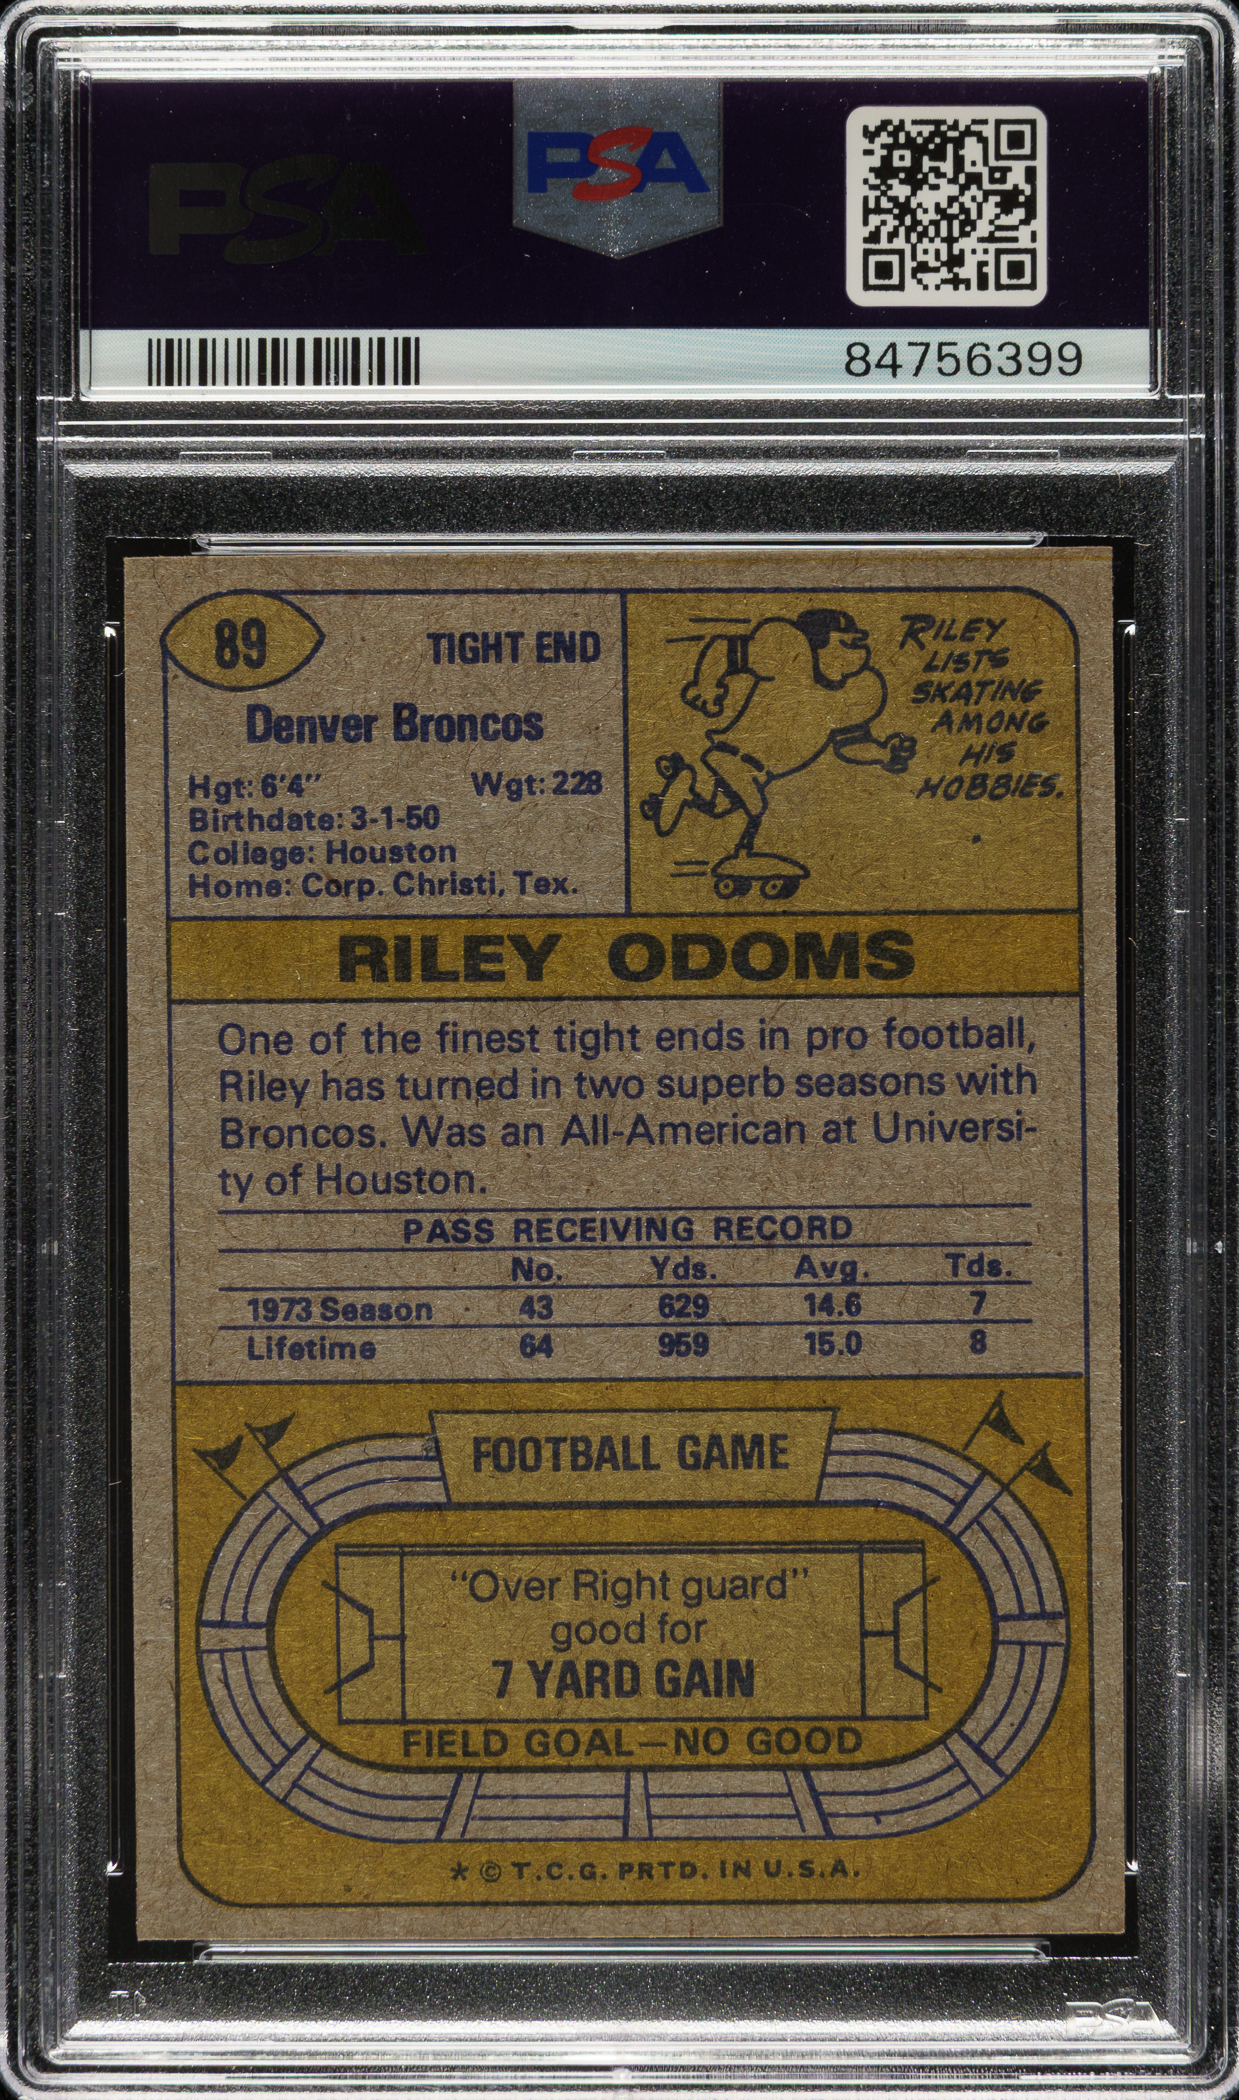 PSA
PSA
84756399
89
TIGHT END
Denver Broncos
Hgt: 6'4"
Wgt: 228
Birthdate: 3-1-50
College: Houston
Home: Corp. Christi, Tex.
RILEY
LISTS
SKATING
AMONG
HIS
HOBBIES.
RILEY ODOMS
One of the finest tight ends in pro football,
Riley has turned in two superb seasons with
Broncos. Was an All-American at Universi-
ty of Houston.
PASS RECEIVING RECORD
No. Yds. Avg. Tds.
1973 Season 43 629 14.6 7
Lifetime 64 959 15.0 8
FOOTBALL GAME
"Over Right guard"
good for
7 YARD GAIN
FIELD GOAL—NO GOOD
* © T.C.G. PRTD. IN U.S.A.
PSA